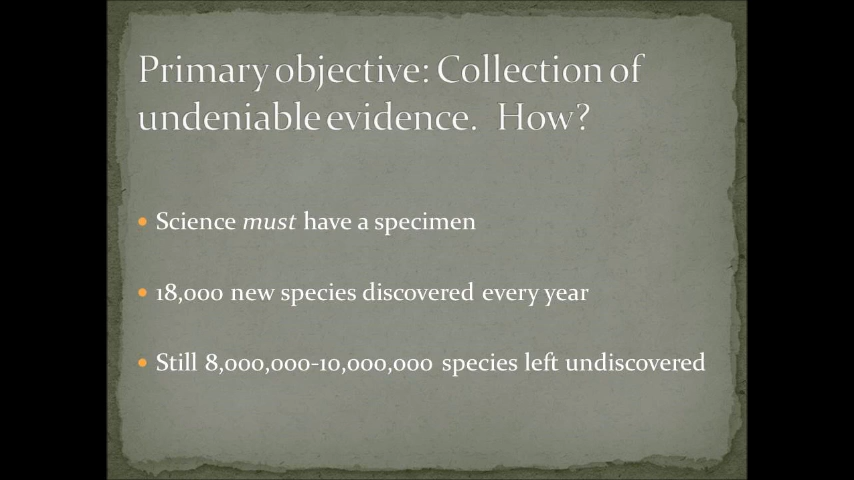 Primary objective: Collection of
undeniable evidence. How?
• Science must have a specimen
• 18,000 new species discovered every year
• Still 8,000,000-10,000,000 species left undiscovered